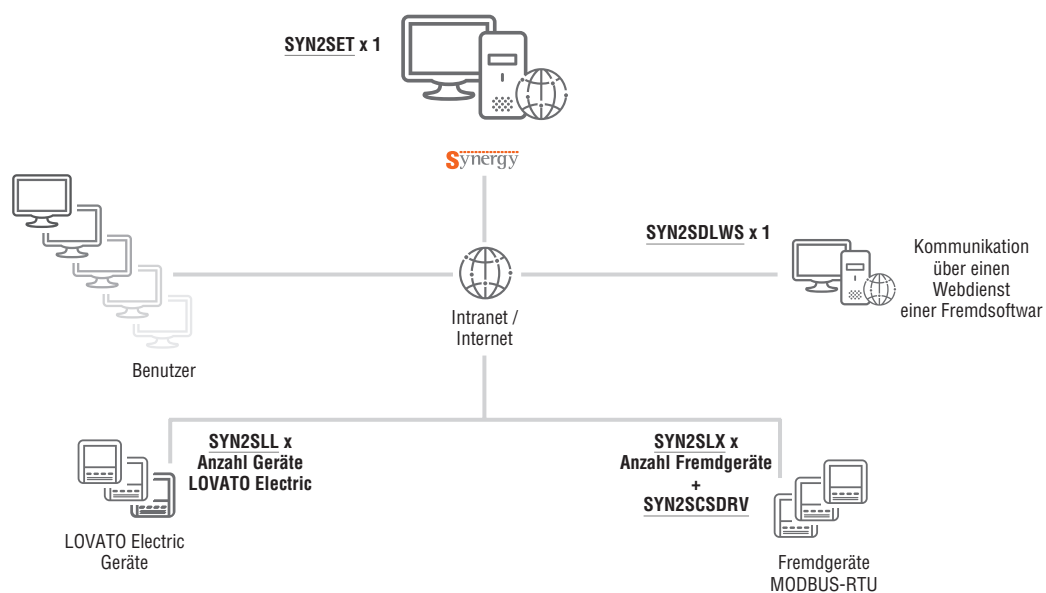 SYN2SET x 1
Synergy
SYN2SDLWS x 1
Kommunikation
über einen
Webdienst
einer Fremdsoftwar
Intranet /
Internet
Benutzer
SYN2SLL x
Anzahl Geräte
LOVATO Electric
SYN2SLX x
Anzahl Fremdgeräte
+
SYN2SCSDRV
LOVATO Electric
Geräte
Fremdgeräte
MODBUS-RTU